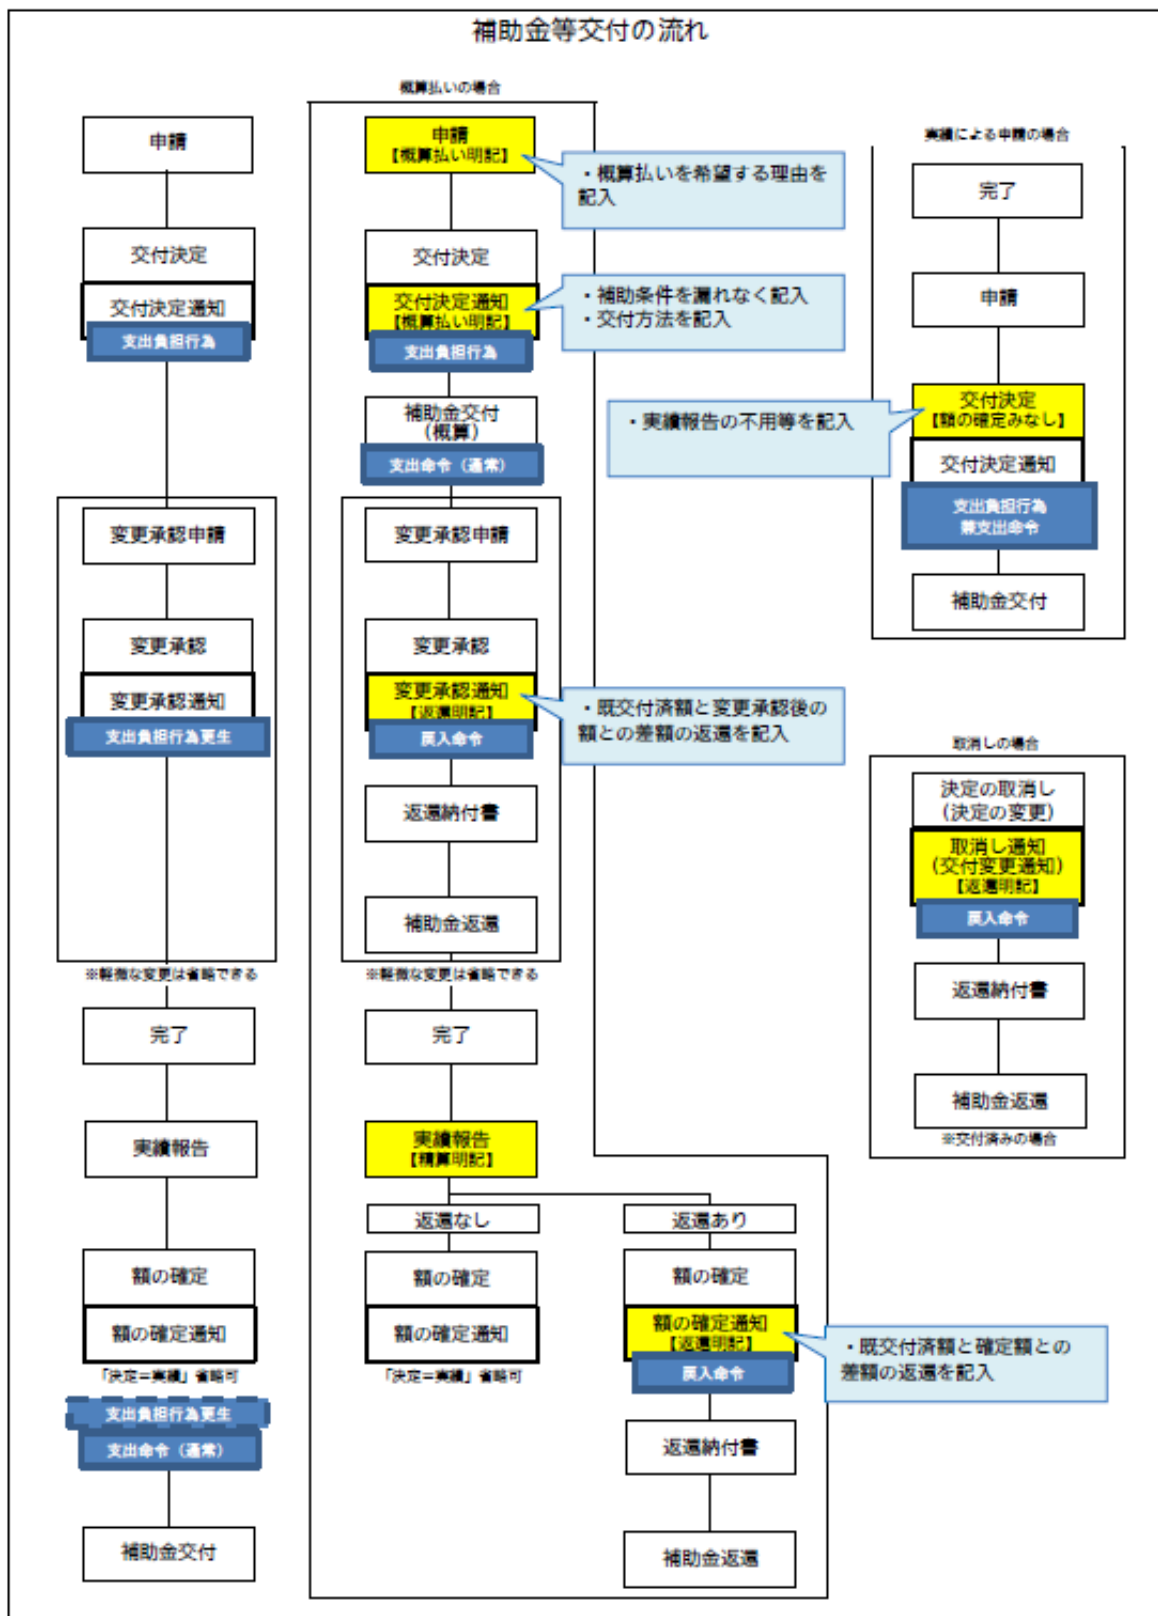 補助金等交付の流れ
申請
交付決定
交付決定通知
支出負担行為
変更承認申請
変更承認
変更承認通知
支出負担行為更生
※軽微な変更は省略できる
完了
実績報告
額の確定
額の確定通知
「決定＝実績」省略可
支出負担行為更生
支出命令（通常）
補助金交付
概算払いの場合
申請
【概算払い明記】
・概算払いを希望する理由を
記入
交付決定
交付決定通知
【概算払い明記】
・補助条件を漏れなく記入
・交付方法を記入
支出負担行為
補助金交付
（概算）
支出命令（通常）
変更承認申請
変更承認
変更承認通知
【返還明記】
・既交付済額と変更承認後の
額との差額の返還を記入
戻入命令
返還納付書
補助金返還
※軽微な変更は省略できる
完了
実績報告
【精算明記】
返還なし
額の確定
額の確定通知
「決定＝実績」省略可
返還あり
額の確定
額の確定通知
【返還明記】
・既交付済額と確定額との
差額の返還を記入
戻入命令
返還納付書
補助金返還
実績による申請の場合
完了
申請
交付決定
【額の確定みなし】
・実績報告の不用等を記入
交付決定通知
支出負担行為
兼支出命令
補助金交付
取消しの場合
決定の取消し
（決定の変更）
取消し通知
（交付変更通知）
【返還明記】
戻入命令
返還納付書
補助金返還
※交付済みの場合